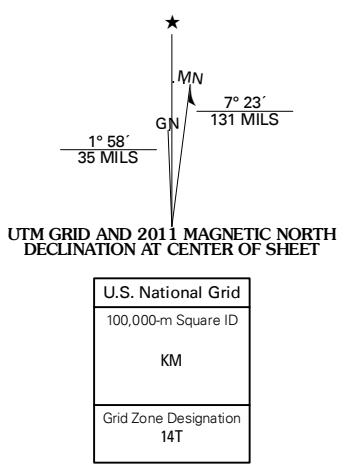 ★
MN
7° 23´
131 MILS
GN
1° 58´
35 MILS
UTM GRID AND 2011 MAGNETIC NORTH
DECLINATION AT CENTER OF SHEET
U.S. National Grid
100,000-m Square ID
KM
Grid Zone Designation
14T